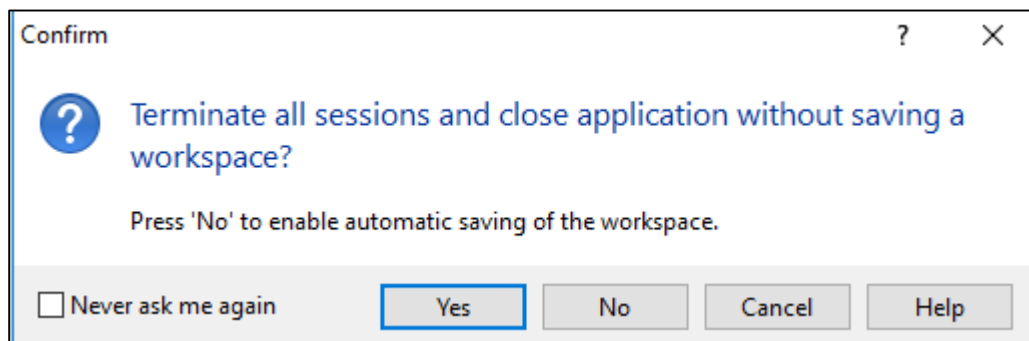 Confirm
?
Terminate all sessions and close application without saving a
workspace?
Press 'No' to enable automatic saving of the workspace.
Never ask me again
Yes
No
Cancel
Help